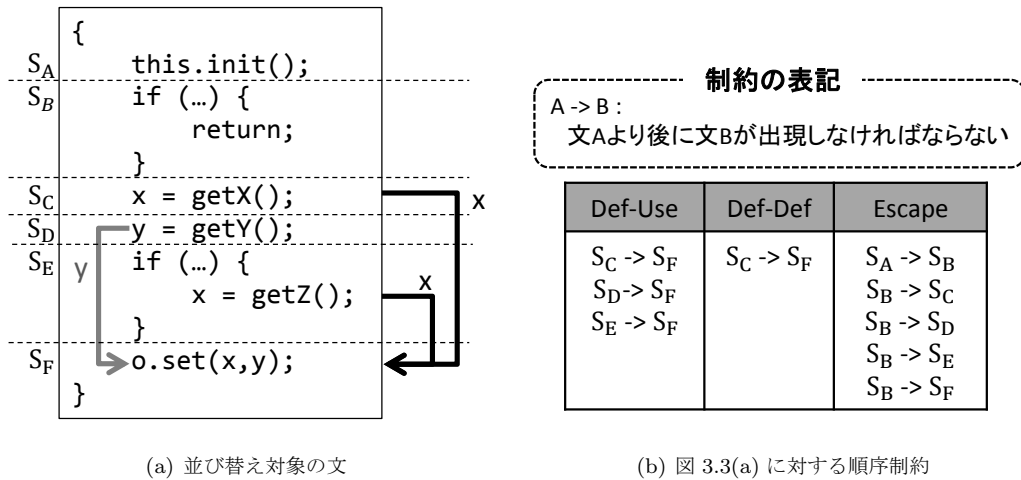 {
S_A this.init();
S_B if (…) {
return;
}
S_C x = getX();
x
S_D y = getY();
S_E if (…) {
y
x = getZ();
x
}
S_F o.set(x,y);
}
(a) 並び替え対象の文
制約の表記
A -> B :
文Aより後に文Bが出現しなければならない
Def-Use Def-Def Escape
S_C -> S_F S_C -> S_F S_A -> S_B
S_D-> S_F S_B -> S_C
S_E -> S_F S_B -> S_D
S_B -> S_E
S_B -> S_F
(b) 図 3.3(a) に対する順序制約